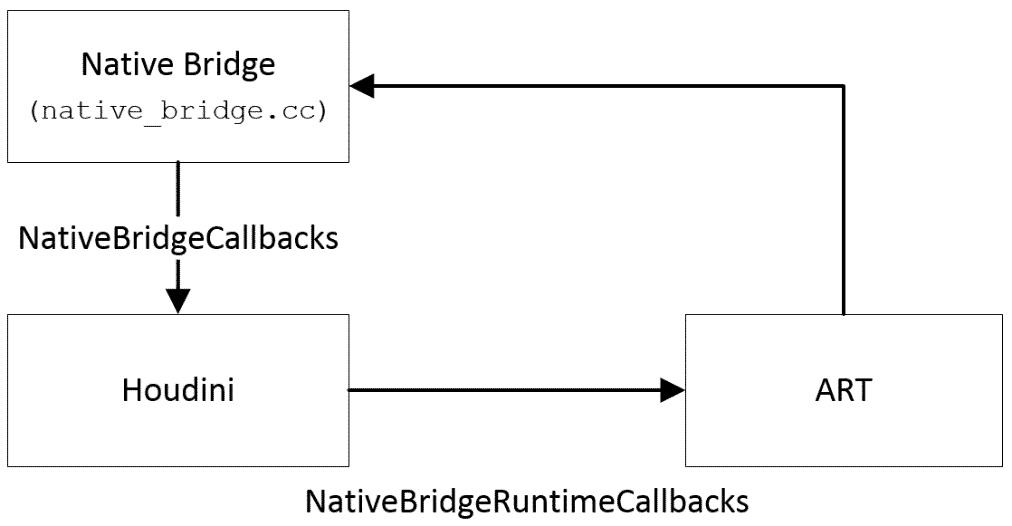 Native Bridge
(native_bridge.cc)
NativeBridgeCallbacks
Houdini
ART
NativeBridgeRuntimeCallbacks